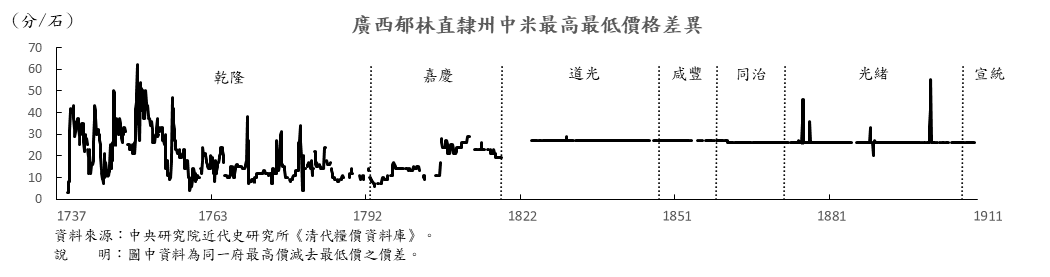 (分/石)
廣西郁林直隸州中米最高最低價格差異
70
60
50
40
30
20
10
0
乾隆 嘉慶 道光 咸豐 同治 光緒 宣統
1737 1763 1792 1822 1851 1881 1911
資料來源：中央研究院近代史研究所《清代糧價資料庫》。
說　　明：圖中資料為同一府最高價減去最低價之價差。